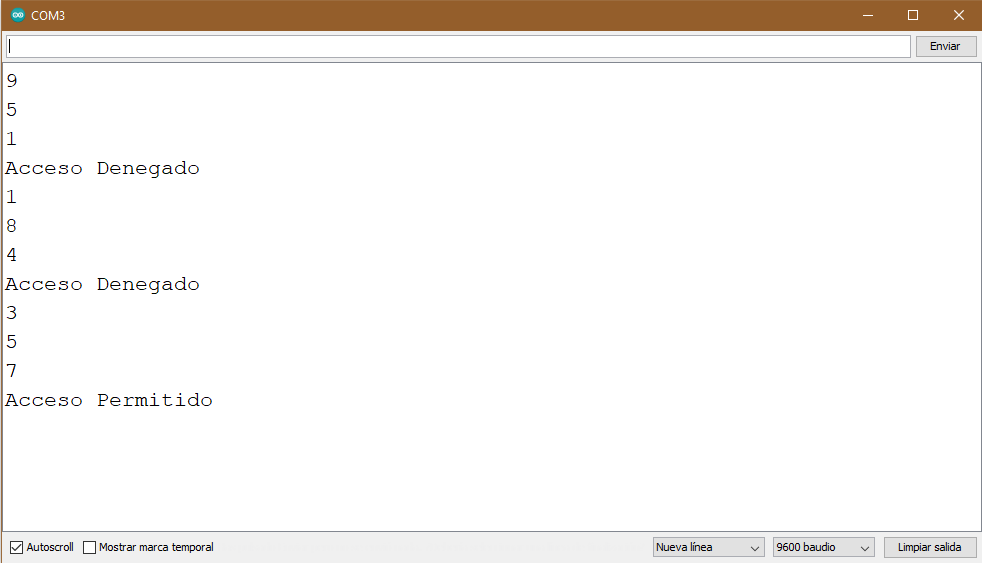 COM3
Enviar
9
5
1
Acceso Denegado
1
8
4
Acceso Denegado
3
5
7
Acceso Permitido
Autoscroll Mostrar marca temporal Nueva línea 9600 baudio Limpiar salida